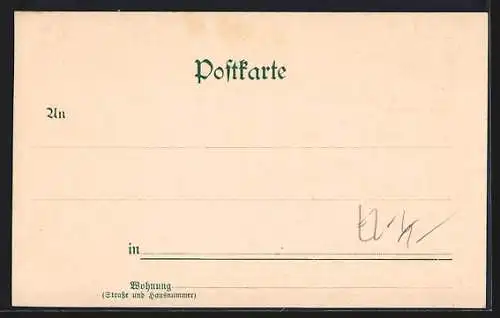 Postkarte
An
in
Wohnung
(Straße und Hausnummer)